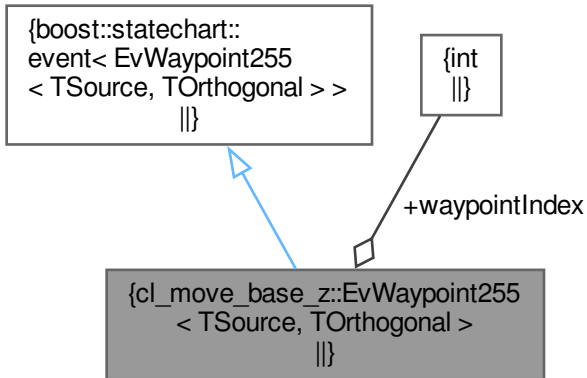 {boost::statechart::
event< EvWaypoint255
< TSource, TOrthogonal > >
||}
{int
||}
+waypointIndex
{cl_move_base_z::EvWaypoint255
< TSource, TOrthogonal >
||}